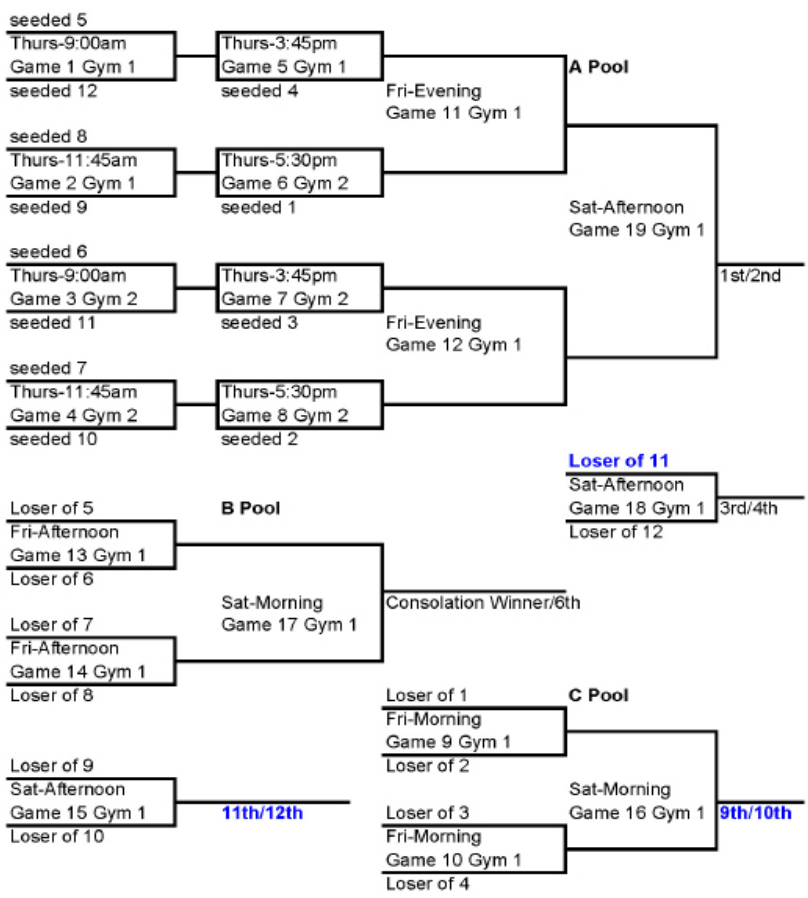 seeded 5
Thurs-9:00am
Game 1 Gym 1
seeded 12
Thurs-3:45pm
Game 5 Gym 1
seeded 4
Fri-Evening
Game 11 Gym 1
A Pool
seeded 8
Thurs-11:45am
Game 2 Gym 1
seeded 9
Thurs-5:30pm
Game 6 Gym 2
seeded 1
Sat-Afternoon
Game 19 Gym 1
1st/2nd
seeded 6
Thurs-9:00am
Game 3 Gym 2
seeded 11
Thurs-3:45pm
Game 7 Gym 2
seeded 3
Fri-Evening
Game 12 Gym 1
seeded 7
Thurs-11:45am
Game 4 Gym 2
seeded 10
Thurs-5:30pm
Game 8 Gym 2
seeded 2
Loser of 11
Sat-Afternoon
Game 18 Gym 1
Loser of 12
3rd/4th
B Pool
Loser of 5
Fri-Afternoon
Game 13 Gym 1
Loser of 6
Sat-Morning
Game 17 Gym 1
Consolation Winner/6th
Loser of 7
Fri-Afternoon
Game 14 Gym 1
Loser of 8
C Pool
Loser of 1
Fri-Morning
Game 9 Gym 1
Loser of 2
Sat-Morning
Game 16 Gym 1
9th/10th
Loser of 3
Fri-Morning
Game 10 Gym 1
Loser of 4
Loser of 9
Sat-Afternoon
Game 15 Gym 1
Loser of 10
11th/12th